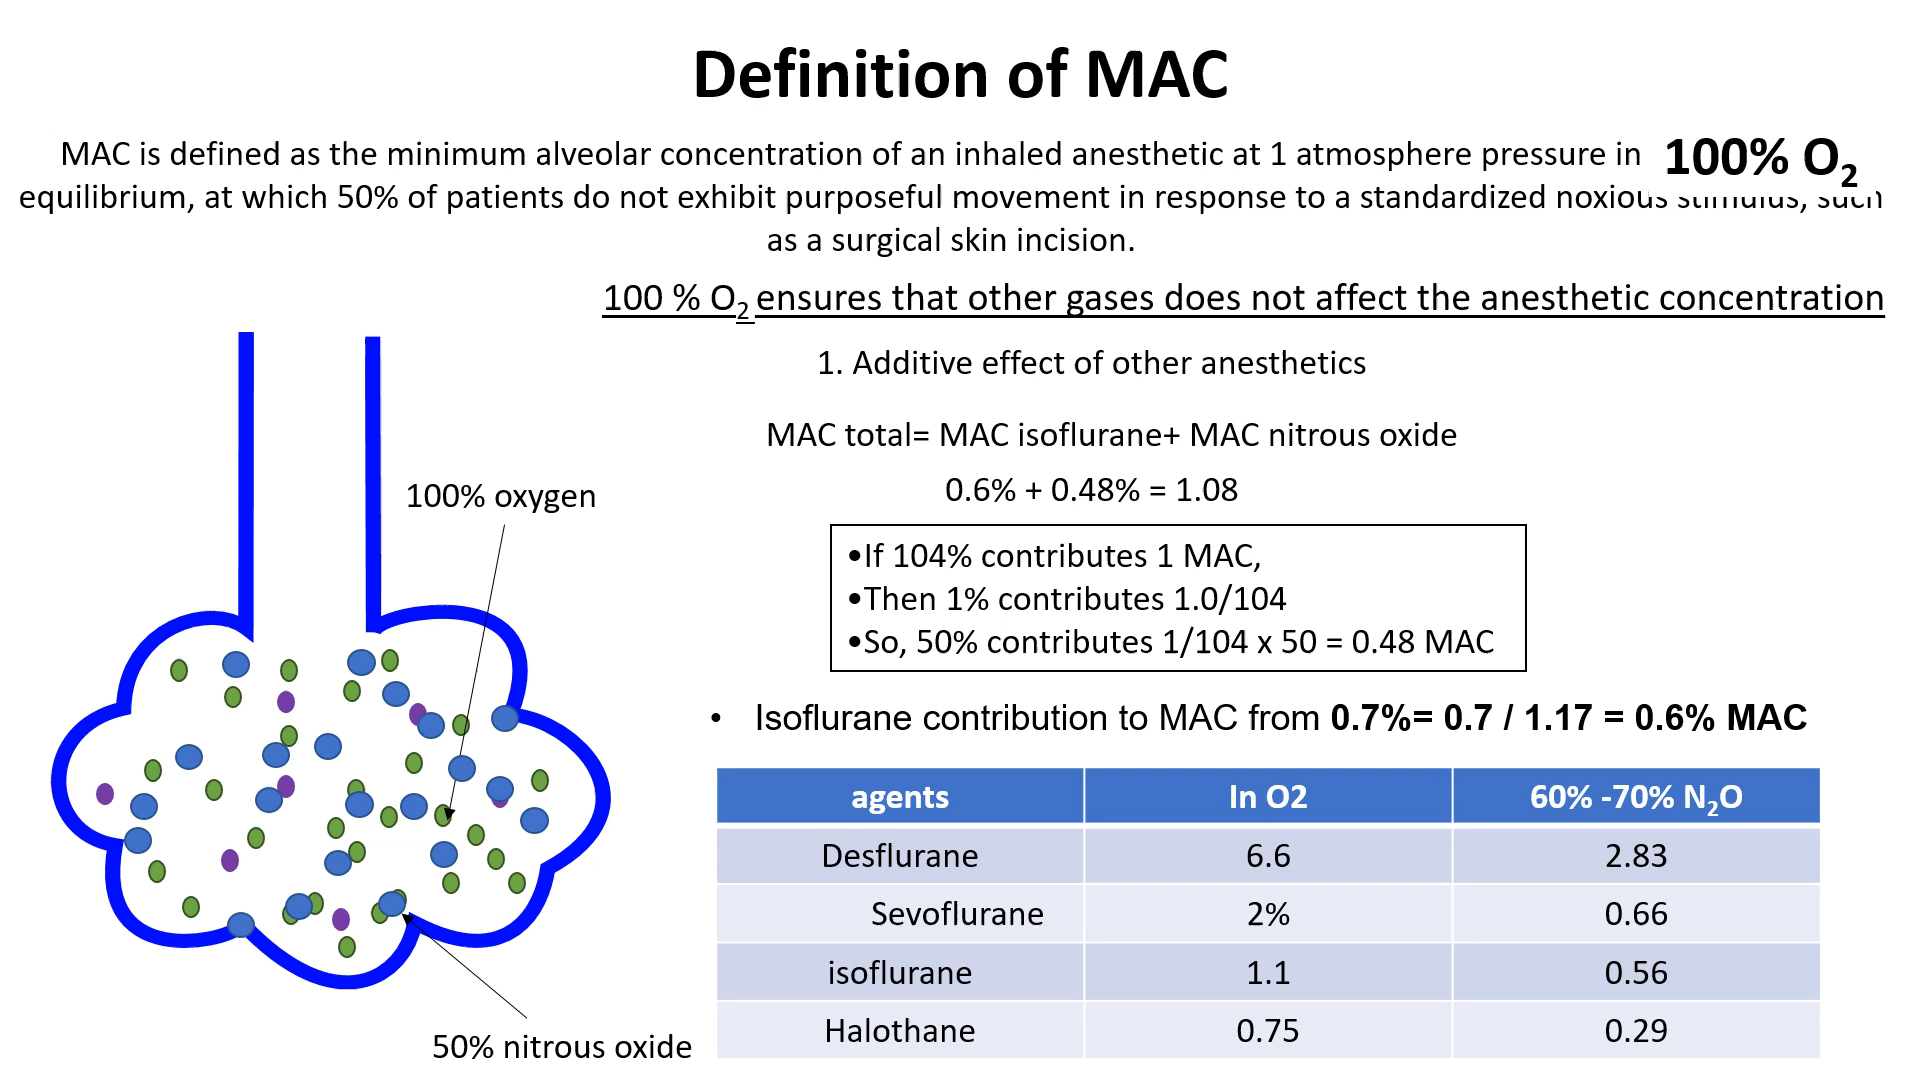 Definition of MAC
MAC is defined as the minimum alveolar concentration of an inhaled anesthetic at 1 atmosphere pressure in 100% O2
equilibrium, at which 50% of patients do not exhibit purposeful movement in response to a standardized noxious stimulus, such
as a surgical skin incision.
100 % O2 ensures that other gases does not affect the anesthetic concentration
1. Additive effect of other anesthetics
MAC total= MAC isoflurane+ MAC nitrous oxide
0.6% + 0.48% = 1.08
100% oxygen
•If 104% contributes 1 MAC,
•Then 1% contributes 1.0/104
•So, 50% contributes 1/104 x 50 = 0.48 MAC
• Isoflurane contribution to MAC from 0.7%= 0.7 / 1.17 = 0.6% MAC
agents In O2 60% -70% N2O
Desflurane 6.6 2.83
Sevoflurane 2% 0.66
isoflurane 1.1 0.56
Halothane 0.75 0.29
50% nitrous oxide